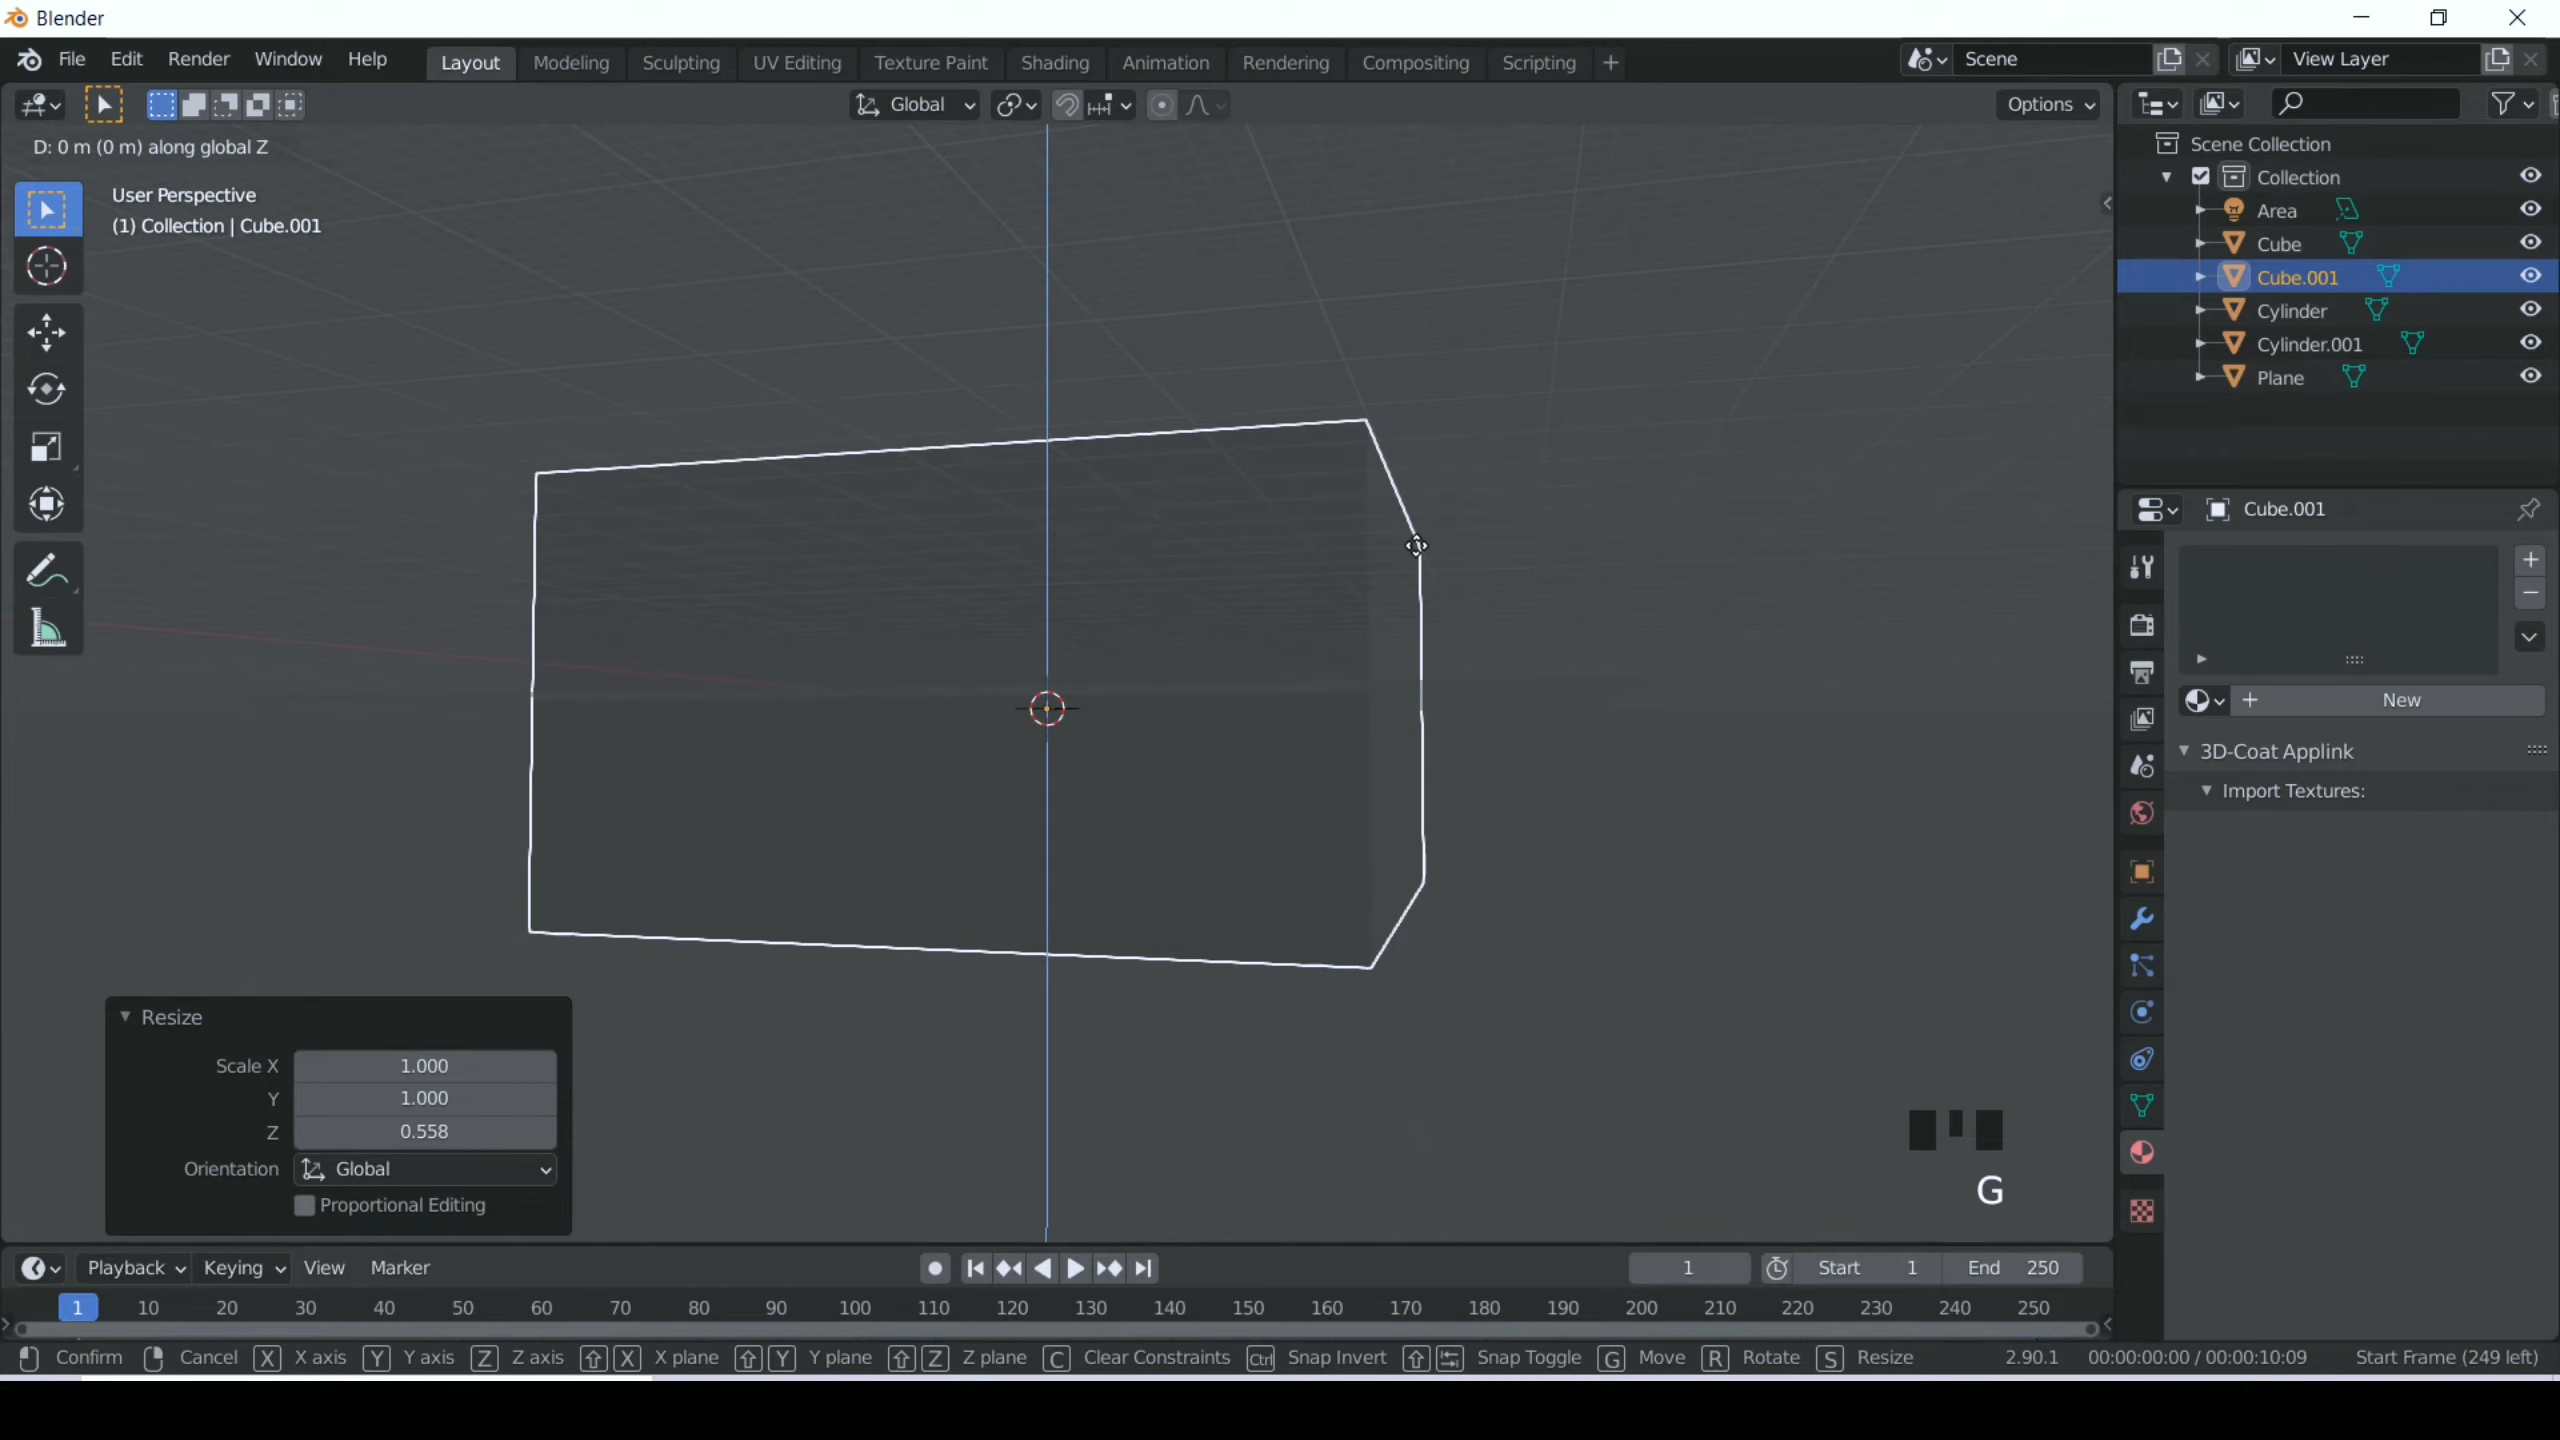 Blender
File Edit Render Window Help Layout Modeling Sculpting UV Editing Texture Paint Shading Animation Rendering Compositing Scripting + Scene View Layer
Global Options
D: 0 m (0 m) along global Z
User Perspective
(1) Collection | Cube.001
Scene Collection
Collection
Area
Cube
Cube.001
Cylinder
Cylinder.001
Plane
Cube.001
New
3D-Coat Applink
Import Textures:
Resize
Scale X 1.000
Y 1.000
Z 0.558
Orientation Global
Proportional Editing
G
Playback Keying View Marker 1 Start 1 End 250
1 10 20 30 40 50 60 70 80 90 100 110 120 130 140 150 160 170 180 190 200 210 220 230 240 250
Confirm Cancel X X axis Y Y axis Z Z axis X X plane Y Y plane Z Z plane C Clear Constraints Ctrl Snap Invert Snap Toggle G Move R Rotate S Resize 2.90.1 00:00:00:00 / 00:00:10:09 Start Frame (249 left)